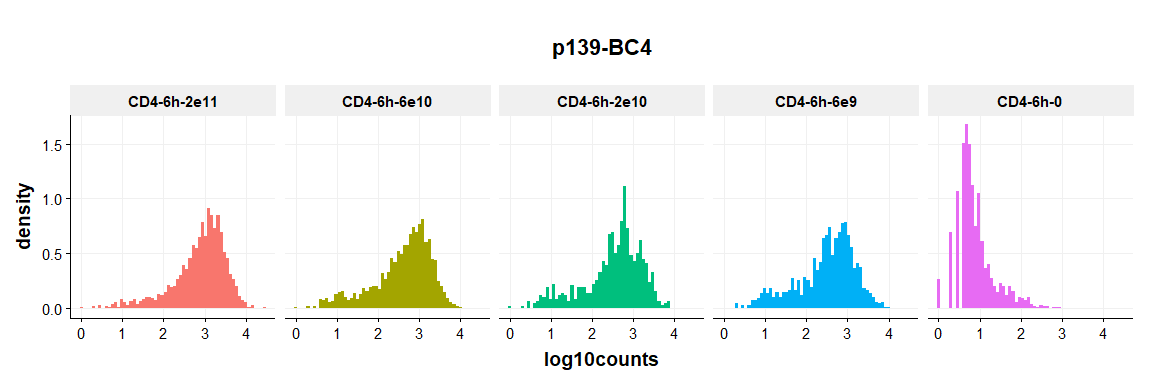 p139-BC4
CD4-6h-2e11 CD4-6h-6e10 CD4-6h-2e10 CD4-6h-6e9 CD4-6h-0
density
1.5
1.0
0.5
0.0
0 1 2 3 4 0 1 2 3 4 0 1 2 3 4 0 1 2 3 4 0 1 2 3 4
log10counts